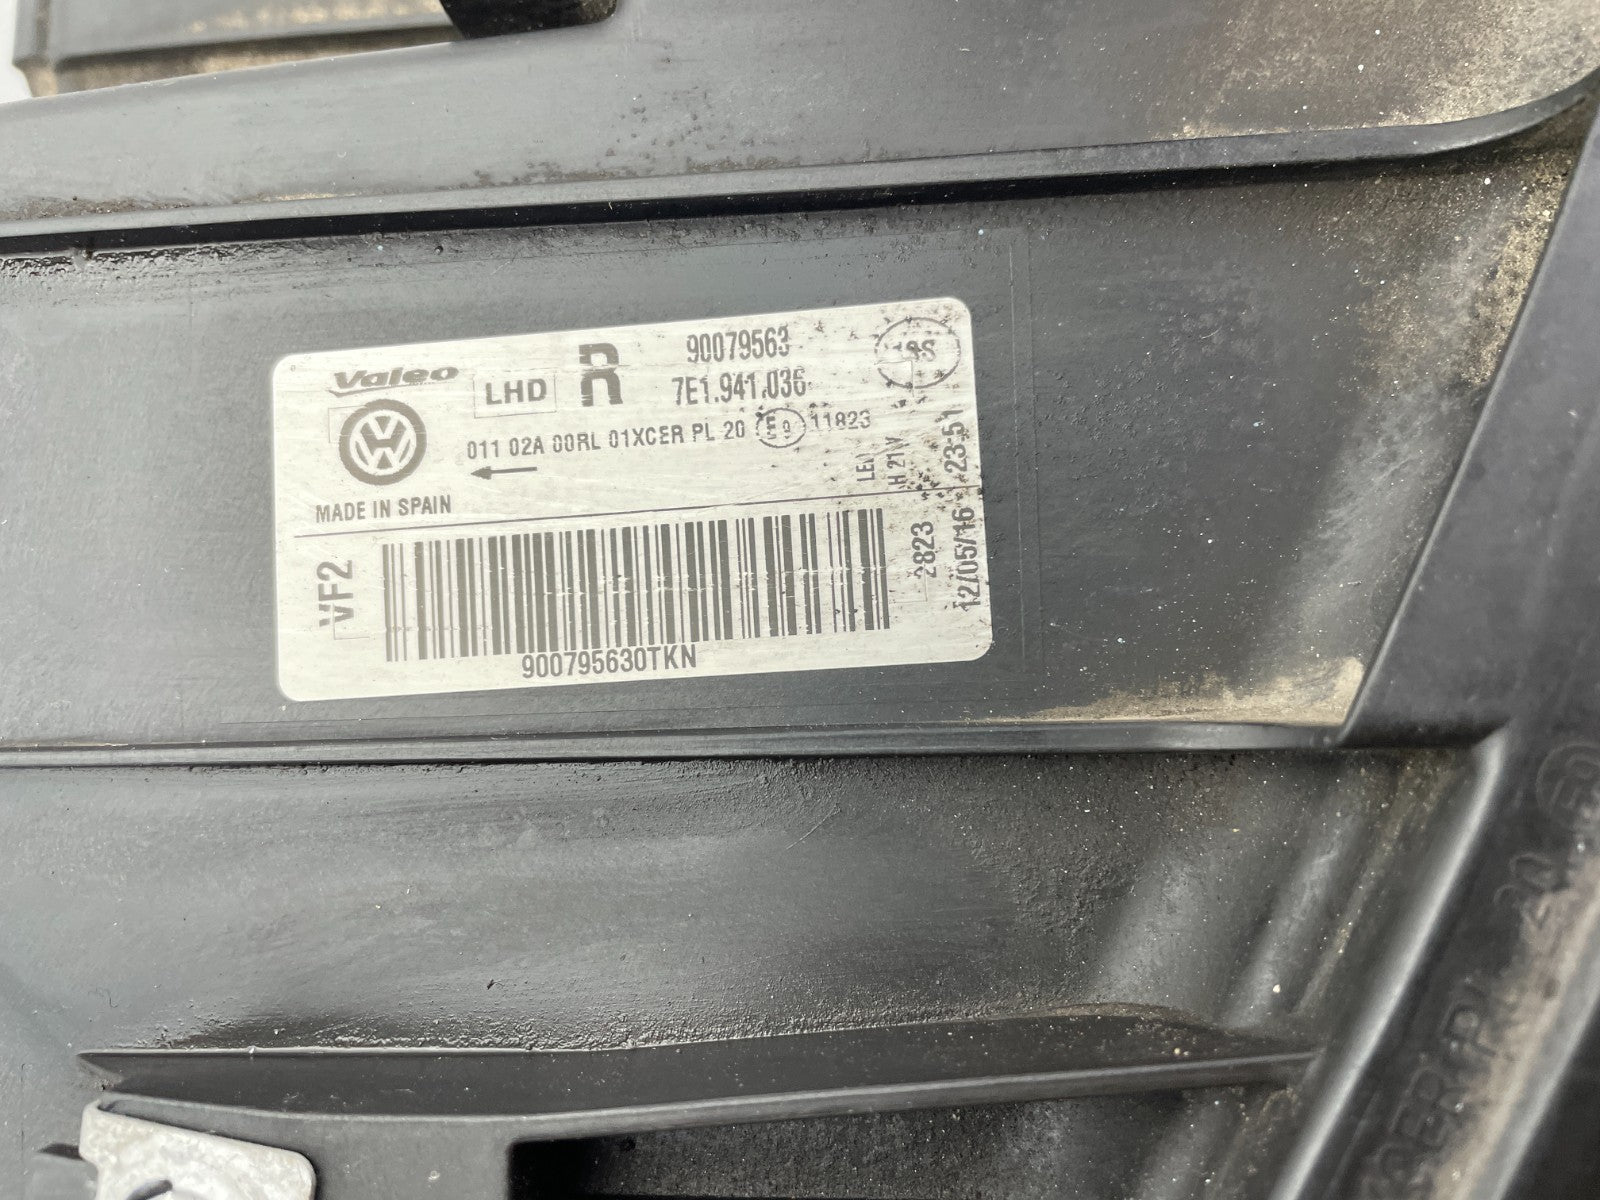 Valeo
LHD
R
90079563
7E1.941.036
011 02A 00RL 01XCER PL 20 E9 11823
MADE IN SPAIN
H 21W
23:51
12/05/16
2823
VF2
900795630TKN